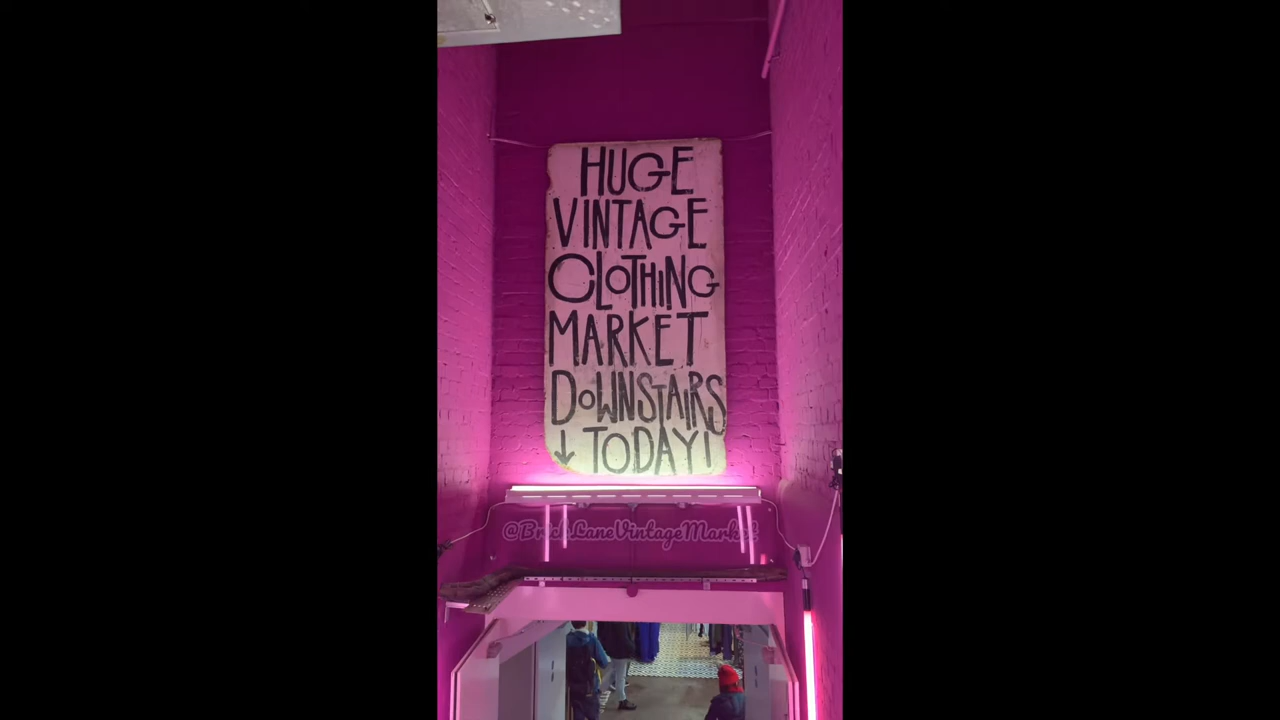 HUGE
VINTAGE
CLOTHING
MARKET
DOWNSTAIRS
↓ TODAY!
@BrickLaneVintageMarket